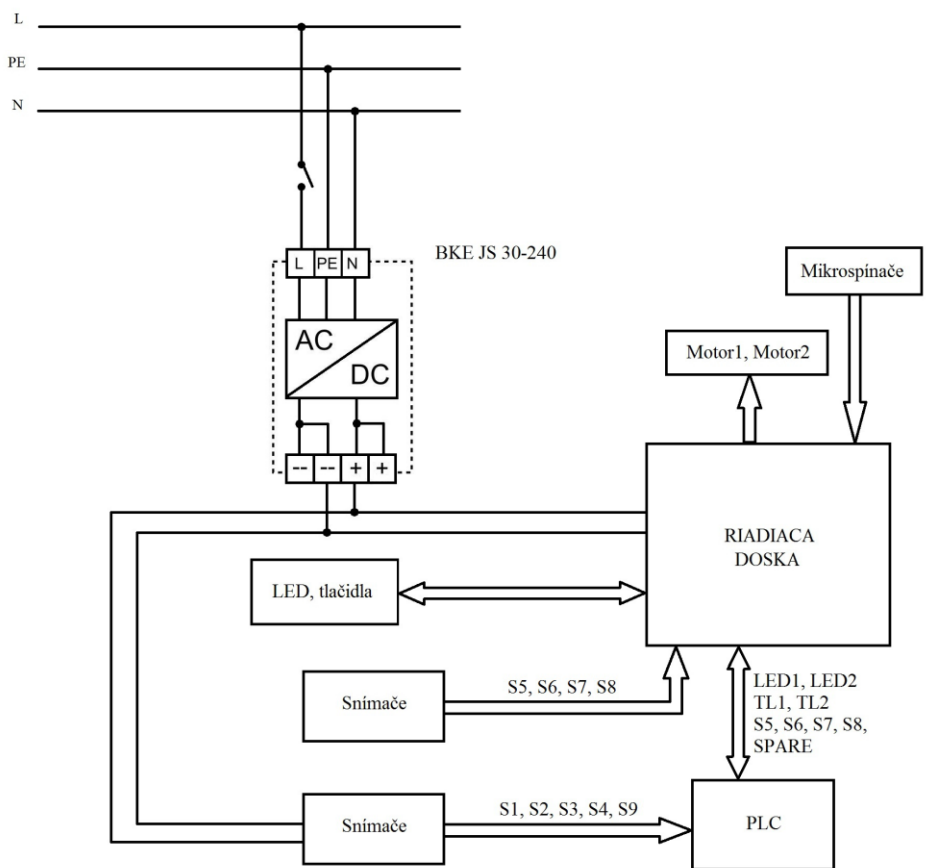 L
PE
N
BKE JS 30-240
L PE N
Mikrospínače
AC
DC
Motor1, Motor2
-- -- + +
RIADIACA
DOSKA
LED, tlačidla
Snímače
S5, S6, S7, S8
LED1, LED2
TL1, TL2
S5, S6, S7, S8,
SPARE
Snímače
S1, S2, S3, S4, S9
PLC